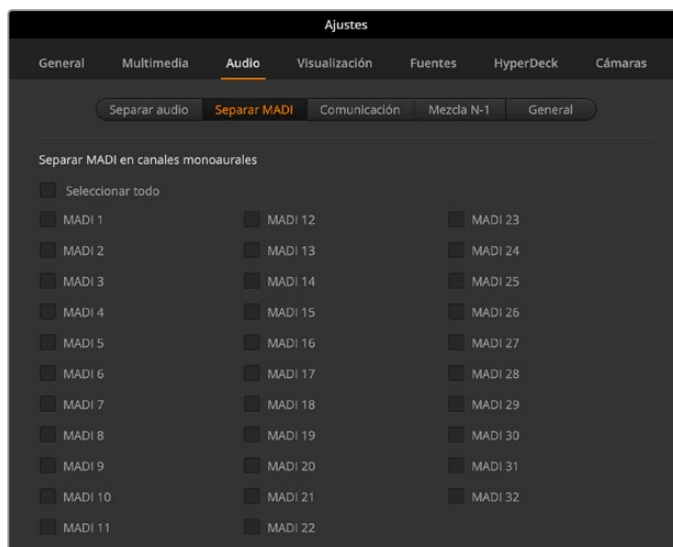 Ajustes
General Multimedia Audio Visualización Fuentes HyperDeck Cámaras
Separar audio Separar MADI Comunicación Mezcla N-1 General
Separar MADI en canales monoaurales
Seleccionar todo
MADI 1 MADI 12 MADI 23
MADI 2 MADI 13 MADI 24
MADI 3 MADI 14 MADI 25
MADI 4 MADI 15 MADI 26
MADI 5 MADI 16 MADI 27
MADI 6 MADI 17 MADI 28
MADI 7 MADI 18 MADI 29
MADI 8 MADI 19 MADI 30
MADI 9 MADI 20 MADI 31
MADI 10 MADI 21 MADI 32
MADI 11 MADI 22